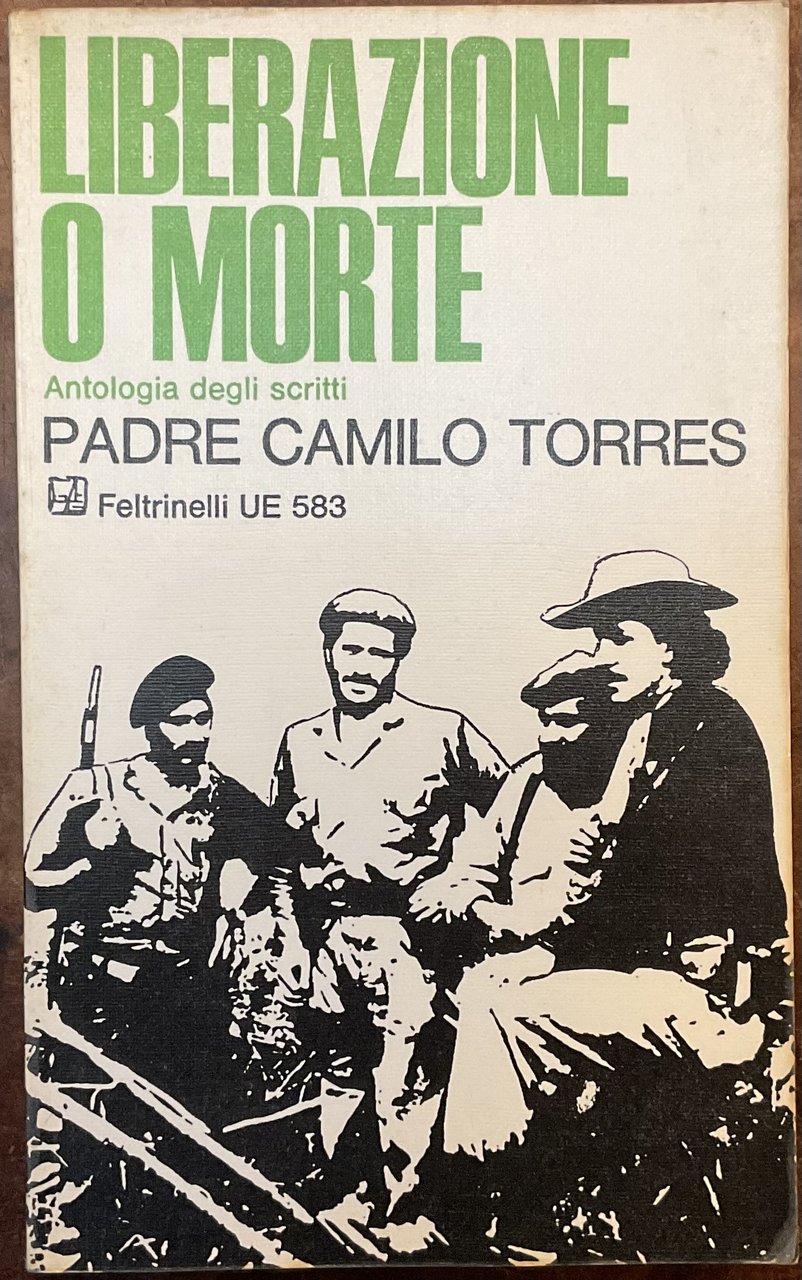 LIBERAZIONE
O MORTE
Antologia degli scritti
PADRE CAMILO TORRES
Feltrinelli UE 583